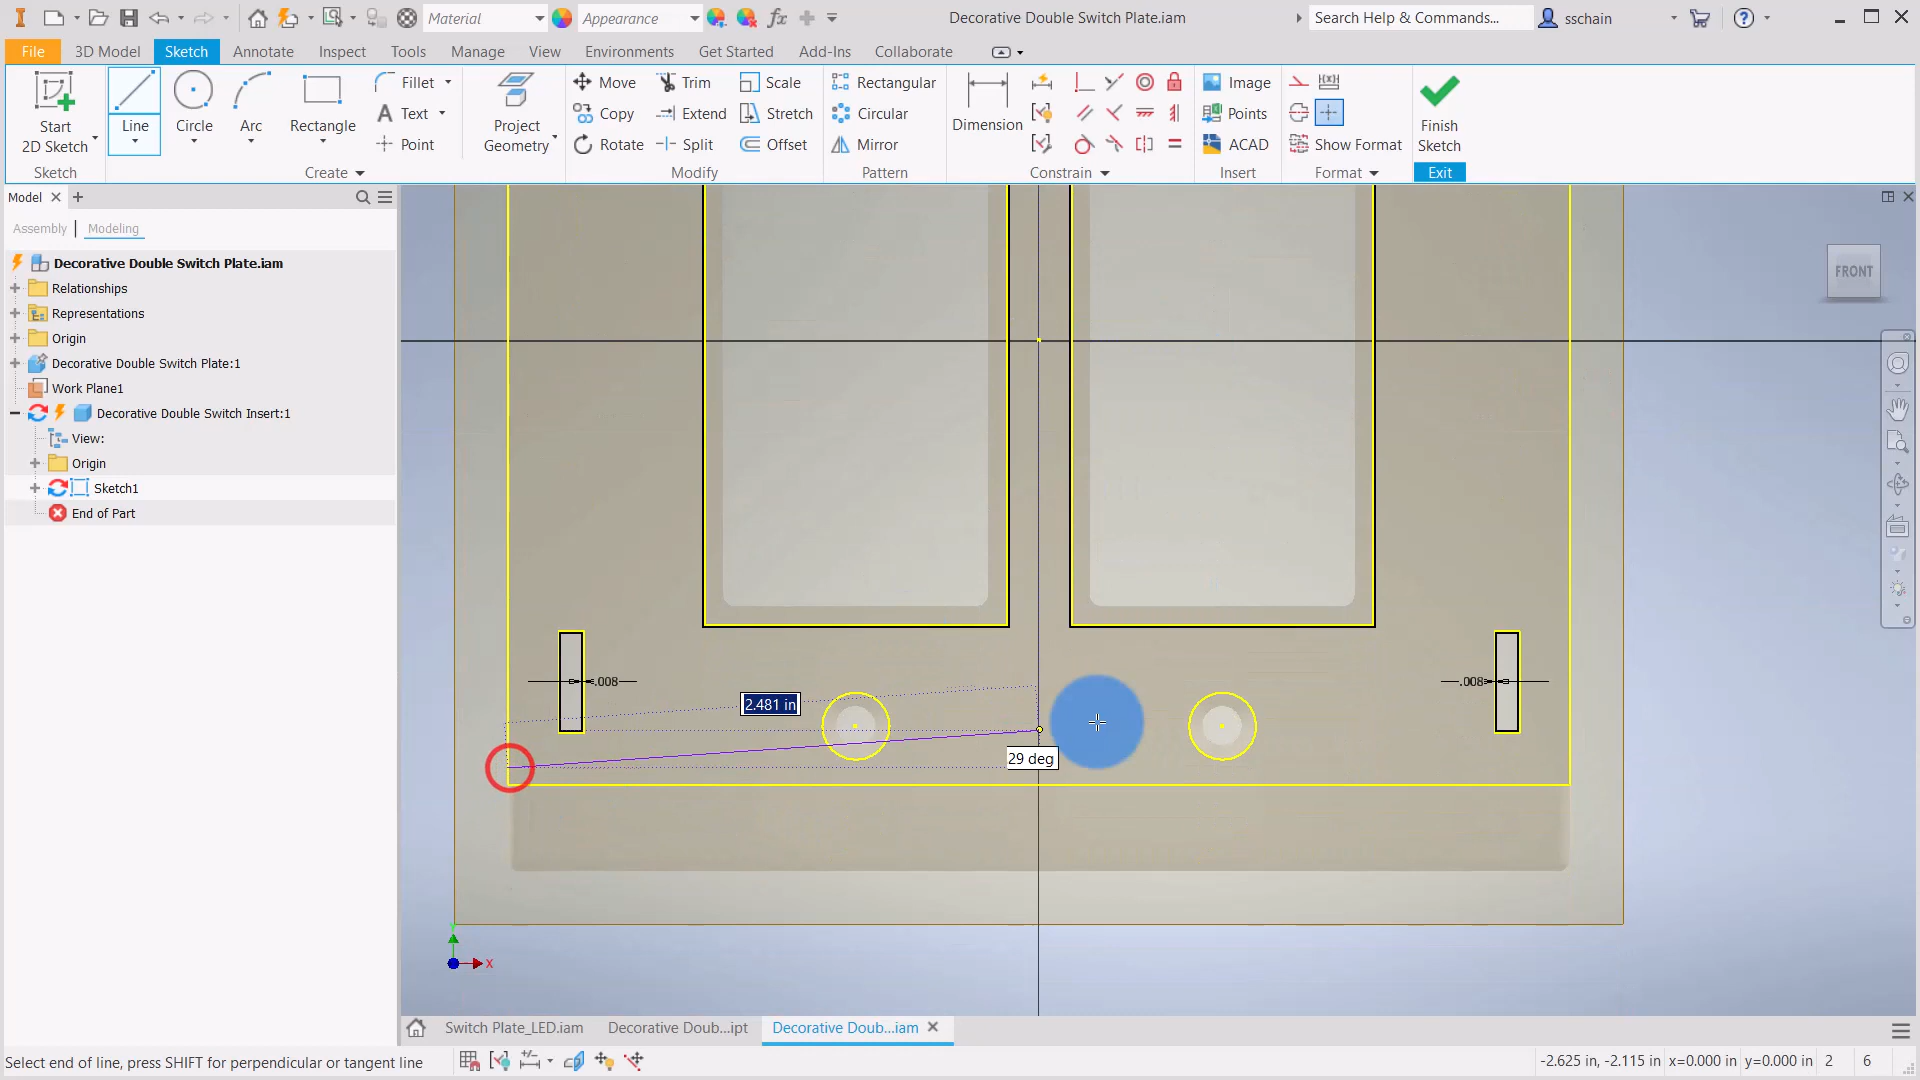 Material
Appearance
Decorative Double Switch Plate.iam
Search Help & Commands...
sschain
File
3D Model
Sketch
Annotate
Inspect
Tools
Manage
View
Environments
Get Started
Add-Ins
Collaborate
Start
2D Sketch
Line
Circle
Arc
Rectangle
Fillet
Text
Point
Project
Geometry
Move
Copy
Rotate
Trim
Extend
Split
Scale
Stretch
Offset
Rectangular
Circular
Mirror
Dimension
Image
Points
ACAD
Show Format
Finish
Sketch
Sketch
Create
Modify
Pattern
Constrain
Insert
Format
Exit
Model
Assembly
Modeling
Decorative Double Switch Plate.iam
Relationships
Representations
Origin
Decorative Double Switch Plate:1
Work Plane1
Decorative Double Switch Insert:1
View:
Origin
Sketch1
End of Part
FRONT
.008
.008
2.481 in
29 deg
Y
X
Switch Plate_LED.iam
Decorative Doub...ipt
Decorative Doub...iam
Select end of line, press SHIFT for perpendicular or tangent line
-2.625 in, -2.115 in x=0.000 in y=0.000 in 2 6